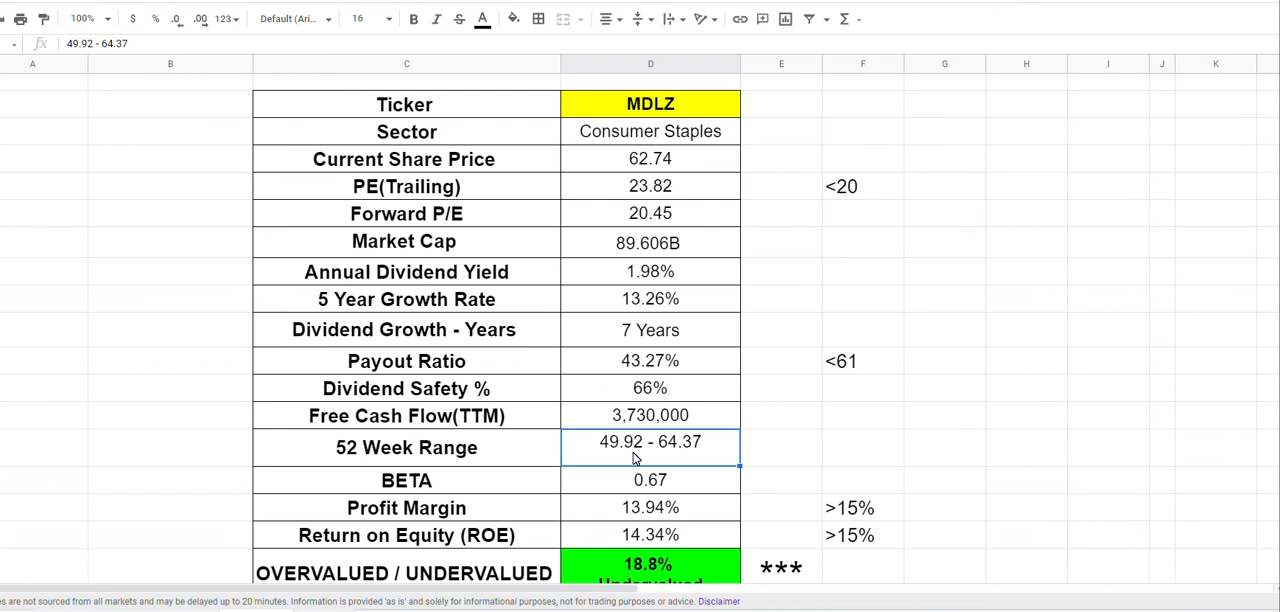 $ % .0 .00 123 Default (Ari... 16 B I S A
100%
fx 49.92 - 64.37
A B C D E F G H I J K
Ticker MDLZ
Sector Consumer Staples
Current Share Price 62.74
PE(Trailing) 23.82 <20
Forward P/E 20.45
Market Cap 89.606B
Annual Dividend Yield 1.98%
5 Year Growth Rate 13.26%
Dividend Growth - Years 7 Years
Payout Ratio 43.27% <61
Dividend Safety % 66%
Free Cash Flow(TTM) 3,730,000
52 Week Range 49.92 - 64.37
BETA 0.67
Profit Margin 13.94% >15%
Return on Equity (ROE) 14.34% >15%
OVERVALUED / UNDERVALUED 18.8% ***
Undervalued
es are not sourced from all markets and may be delayed up to 20 minutes. Information is provided 'as is' and solely for informational purposes, not for trading purposes or advice. Disclaimer